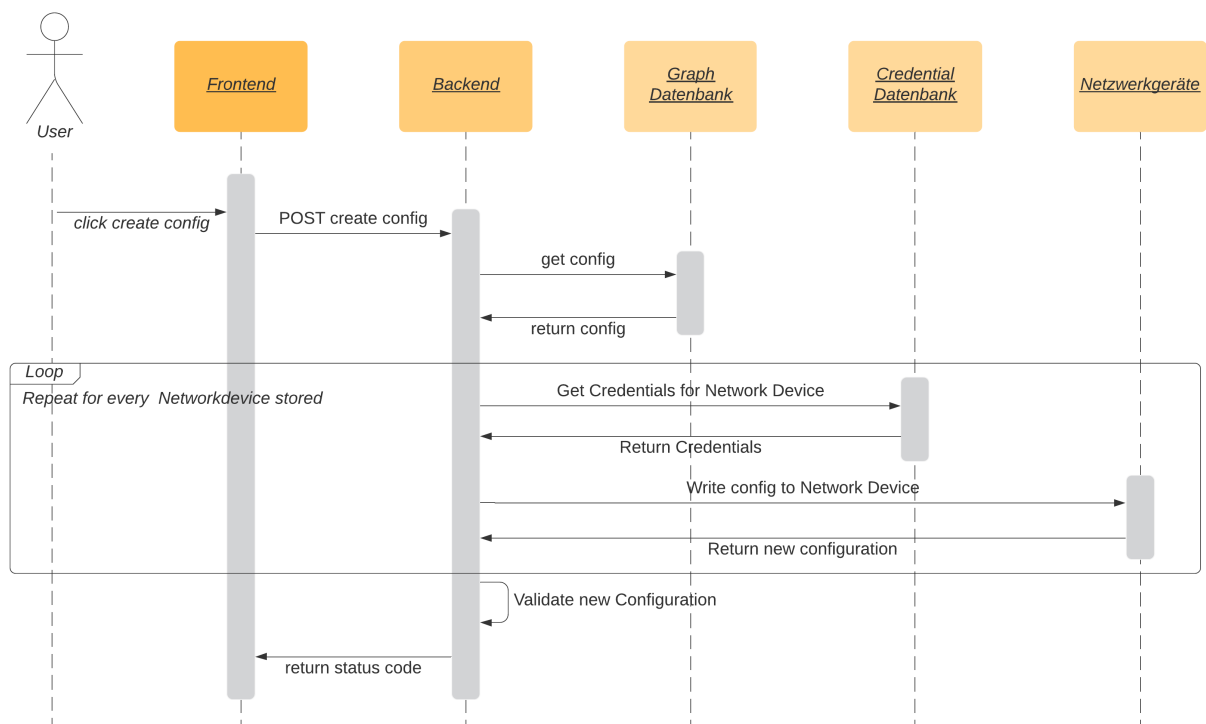 User
Frontend
Backend
Graph
Datenbank
Credential
Datenbank
Netzwerkgeräte
click create config
POST create config
get config
return config
Loop
Repeat for every  Networkdevice stored
Get Credentials for Network Device
Return Credentials
Write config to Network Device
Return new configuration
Validate new Configuration
return status code